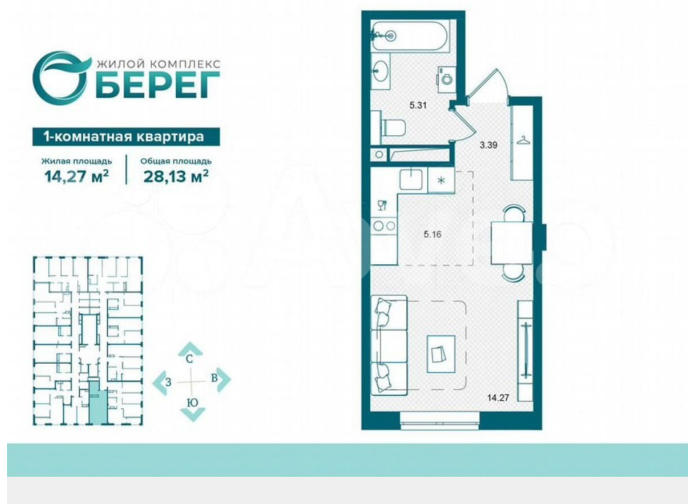 ЖИЛОЙ КОМПЛЕКС
БЕРЕГ
1-комнатная квартира
Жилая площадь
14,27 м²
Общая площадь
28,13 м²
5.31
3.39
5.16
14.27
С
З
В
Ю
Авито